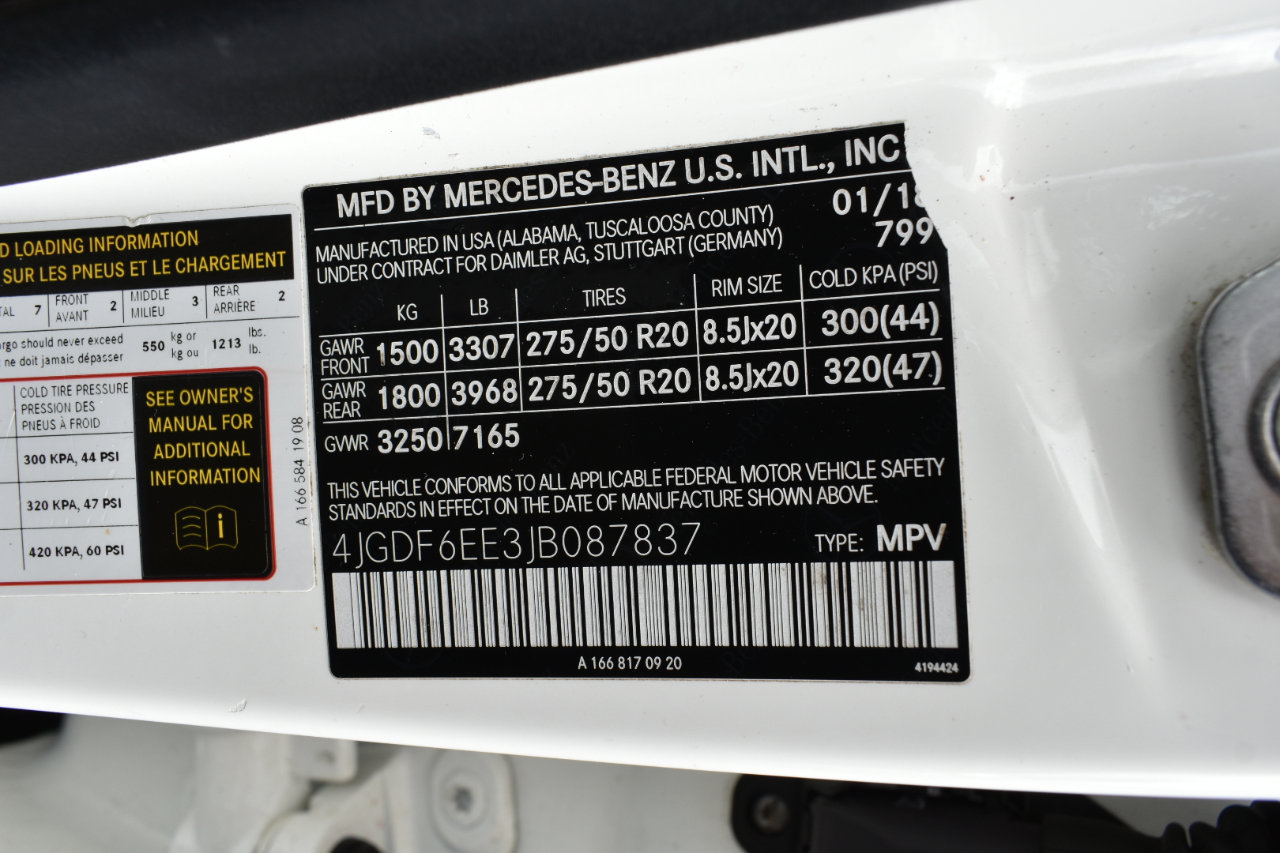 D LOADING INFORMATION
SUR LES PNEUS ET LE CHARGEMENT
TAL 7 FRONT AVANT 2 MIDDLE MILIEU 3 REAR ARRIÈRE 2
rgo should never exceed 550 kg or 1213 lbs.
ne doit jamais dépasser kg ou lb.
COLD TIRE PRESSURE
PRESSION DES
PNEUS À FROID
300 KPA, 44 PSI
320 KPA, 47 PSI
420 KPA, 60 PSI
SEE OWNER'S
MANUAL FOR
ADDITIONAL
INFORMATION
A 166 584 19 08
MFD BY MERCEDES-BENZ U.S. INTL., INC
01/18
799
MANUFACTURED IN USA (ALABAMA, TUSCALOOSA COUNTY)
UNDER CONTRACT FOR DAIMLER AG, STUTTGART (GERMANY)
KG LB TIRES RIM SIZE COLD KPA (PSI)
GAWR FRONT 1500 3307 275/50 R20 8.5Jx20 300(44)
GAWR REAR 1800 3968 275/50 R20 8.5Jx20 320(47)
GVWR 3250 7165
THIS VEHICLE CONFORMS TO ALL APPLICABLE FEDERAL MOTOR VEHICLE SAFETY
STANDARDS IN EFFECT ON THE DATE OF MANUFACTURE SHOWN ABOVE.
4JGDF6EE3JB087837 TYPE: MPV
A 166 817 09 20
4194424